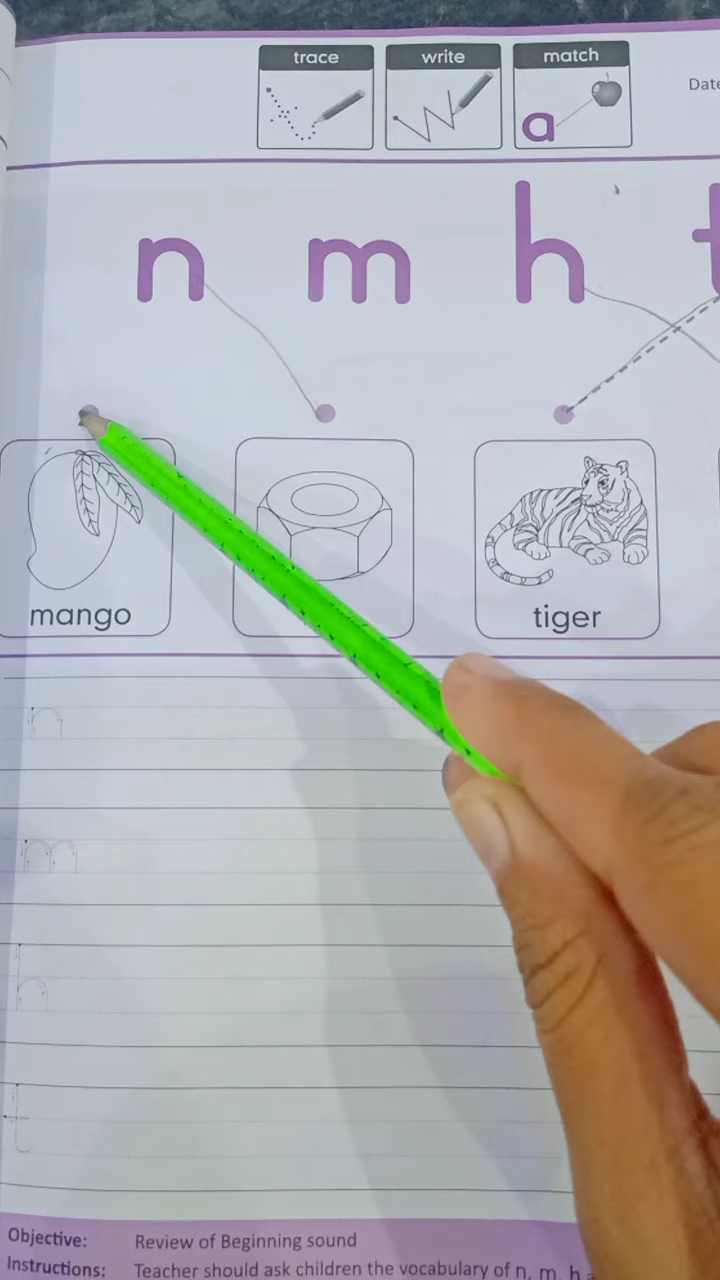 trace write match
a
Date
n m h t
mango tiger
n
m
h
t
Objective: Review of Beginning sound
Instructions: Teacher should ask children the vocabulary of n, m, h